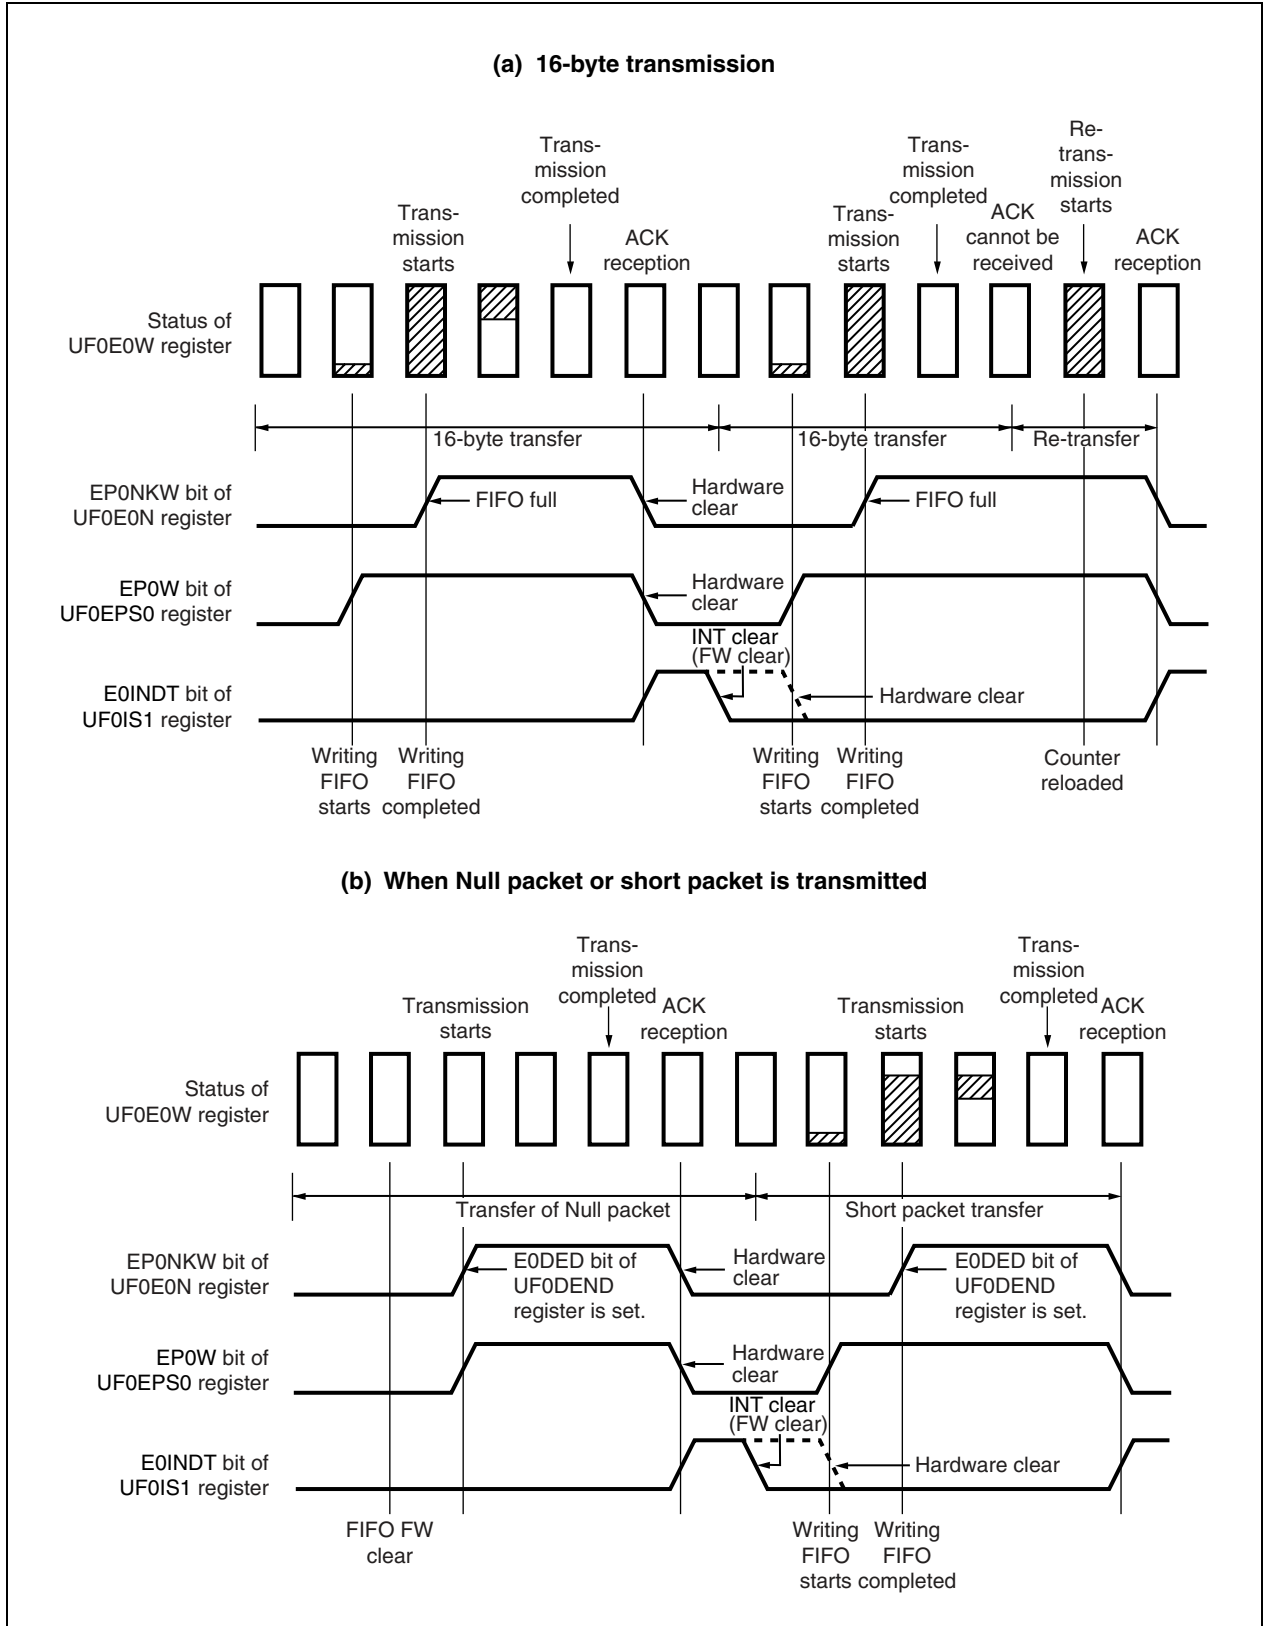 (a) 16-byte transmission
Trans-
mission
completed
Trans-
mission
starts
ACK
reception
Trans-
mission
completed
Trans-
mission
starts
ACK
cannot be
received
Re-
trans-
mission
starts
ACK
reception
Status of
UF0E0W register
16-byte transfer
16-byte transfer
Re-transfer
EP0NKW bit of
UF0E0N register
FIFO full
Hardware
clear
FIFO full
EP0W bit of
UF0EPS0 register
Hardware
clear
INT clear
(FW clear)
E0INDT bit of
UF0IS1 register
Hardware clear
Writing
FIFO
starts
Writing
FIFO
completed
Writing
FIFO
starts
Writing
FIFO
completed
Counter
reloaded
(b) When Null packet or short packet is transmitted
Transmission
starts
Trans-
mission
completed
ACK
reception
Transmission
starts
Trans-
mission
completed
ACK
reception
Status of
UF0E0W register
Transfer of Null packet
Short packet transfer
EP0NKW bit of
UF0E0N register
E0DED bit of
UF0DEND
register is set.
Hardware
clear
E0DED bit of
UF0DEND
register is set.
EP0W bit of
UF0EPS0 register
Hardware
clear
INT clear
(FW clear)
E0INDT bit of
UF0IS1 register
Hardware clear
FIFO FW
clear
Writing
FIFO
starts
Writing
FIFO
completed